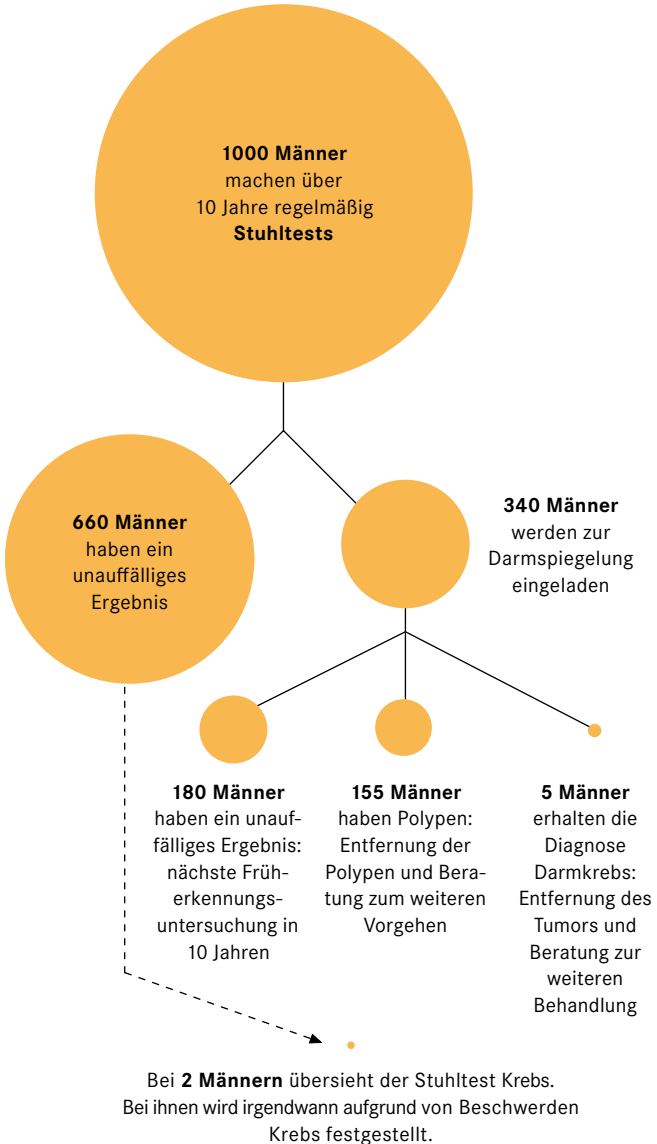 1000 Männer
machen über
10 Jahre regelmäßig
Stuhltests
660 Männer
haben ein
unauffälliges
Ergebnis
340 Männer
werden zur
Darmspiegelung
eingeladen
180 Männer
haben ein unauf-
fälliges Ergebnis:
nächste Früh-
erkennungs-
untersuchung in
10 Jahren
155 Männer
haben Polypen:
Entfernung der
Polypen und Bera-
tung zum weiteren
Vorgehen
5 Männer
erhalten die
Diagnose
Darmkrebs:
Entfernung des
Tumors und
Beratung zur
weiteren
Behandlung
Bei 2 Männern übersieht der Stuhltest Krebs.
Bei ihnen wird irgendwann aufgrund von Beschwerden
Krebs festgestellt.